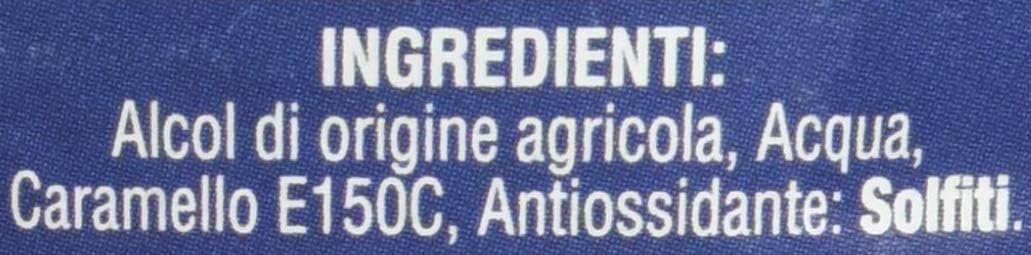 INGREDIENTI:
Alcol di origine agricola, Acqua,
Caramello E150C, Antiossidante: Solfiti.